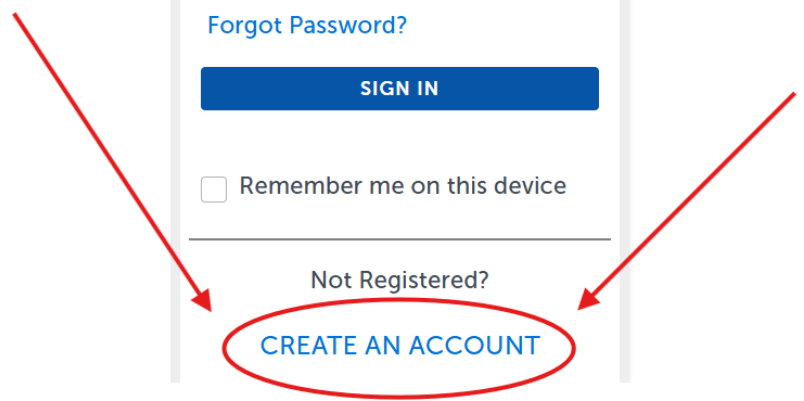 Forgot Password?
SIGN IN
Remember me on this device
Not Registered?
CREATE AN ACCOUNT